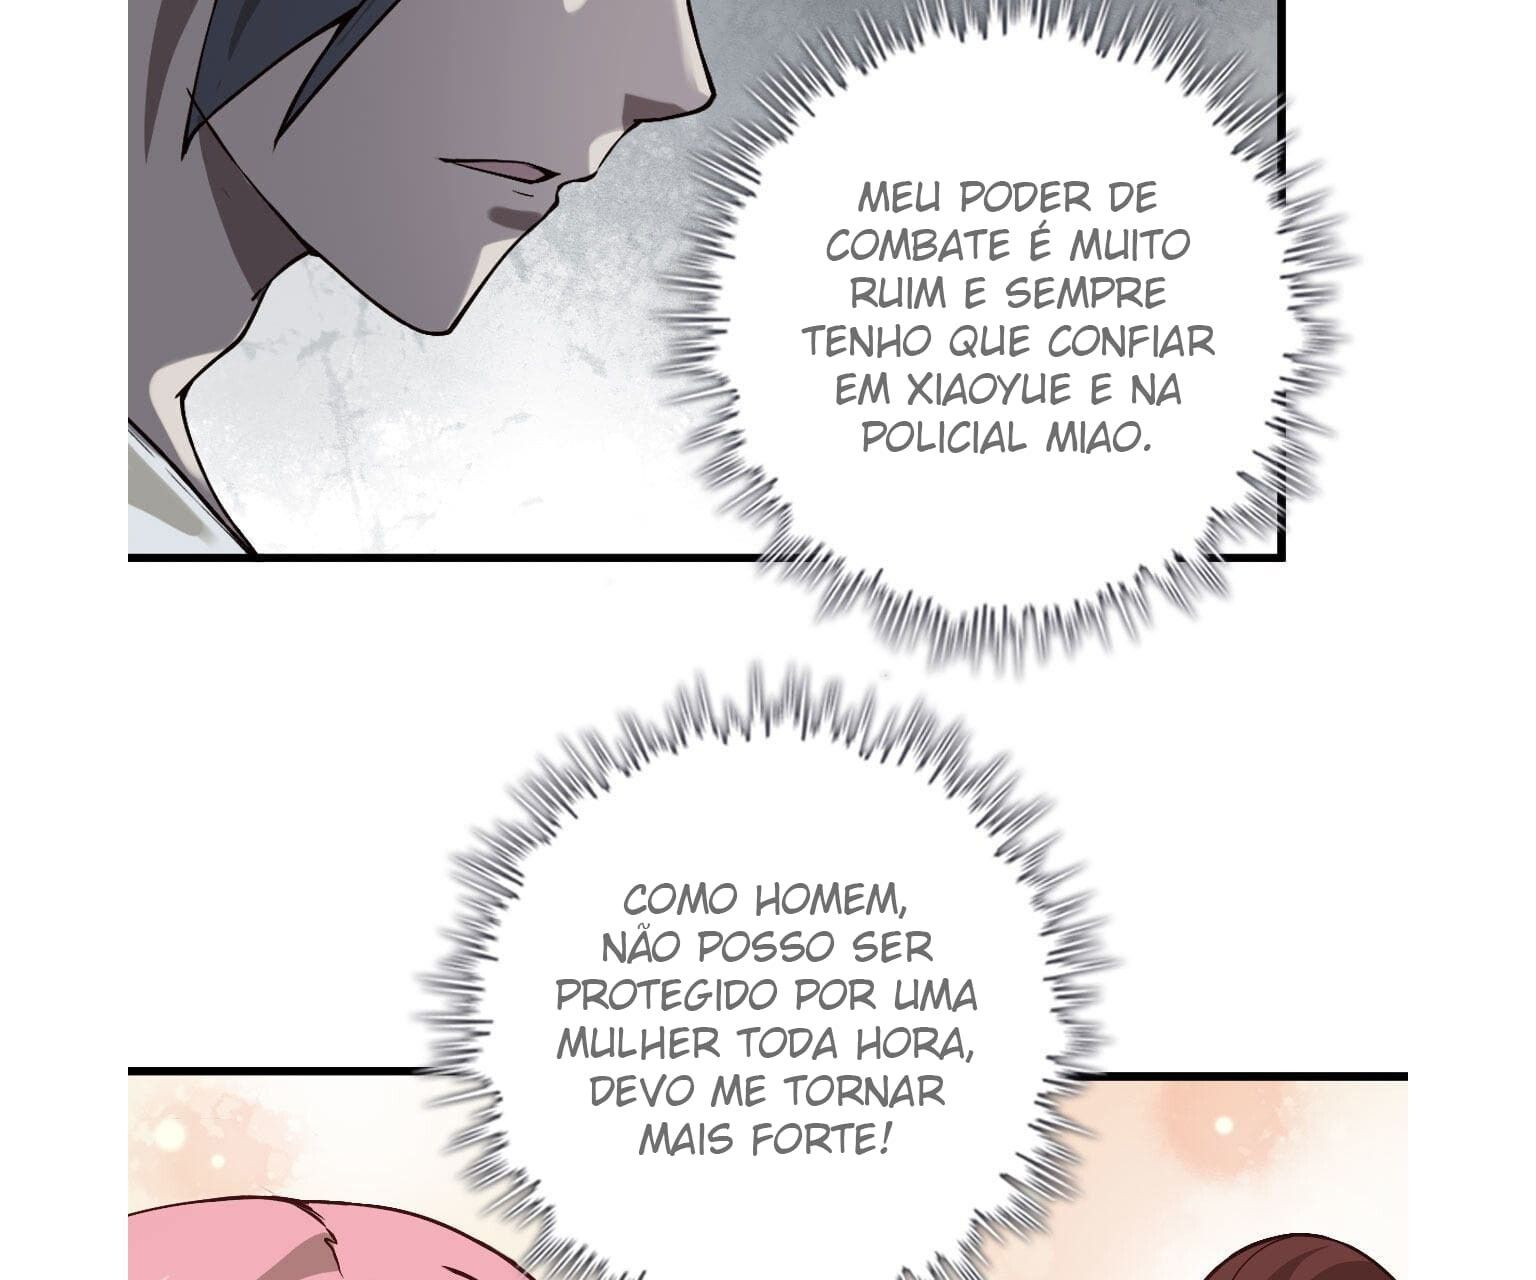 MEU PODER DE
COMBATE É MUITO
RUIM E SEMPRE
TENHO QUE CONFIAR
EM XIAOYUE E NA
POLICIAL MIAO.
COMO HOMEM,
NÃO POSSO SER
PROTEGIDO POR UMA
MULHER TODA HORA,
DEVO ME TORNAR
MAIS FORTE!